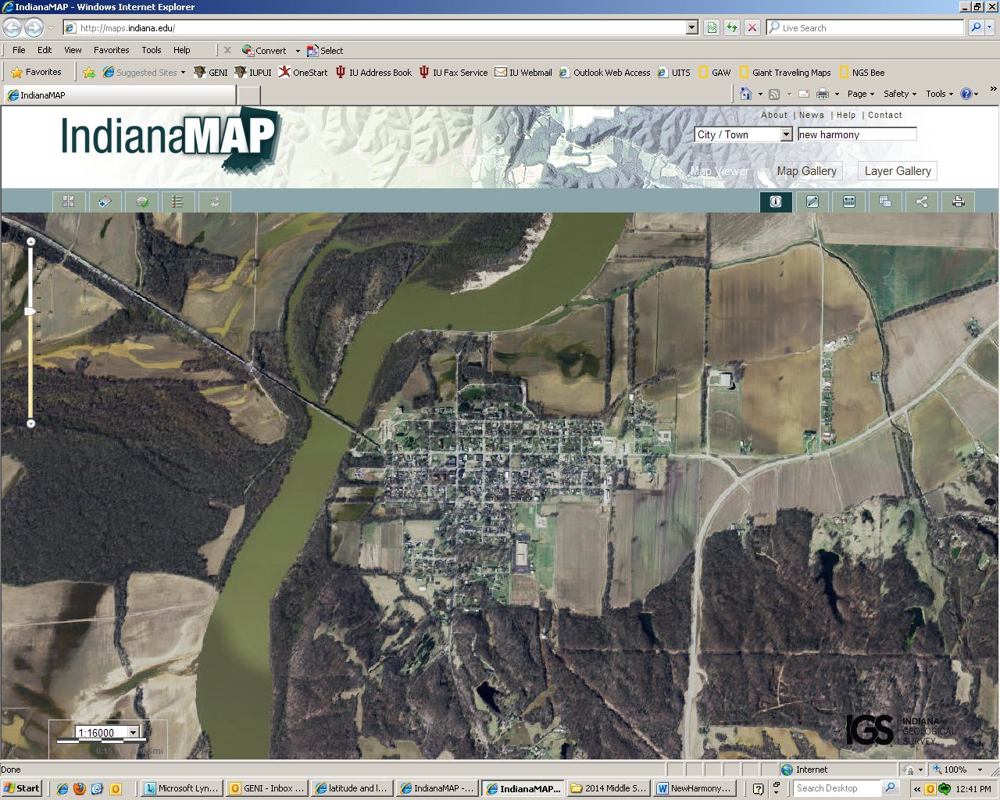 IndianaMAP - Windows Internet Explorer
http://maps.indiana.edu/
Live Search
File Edit View Favorites Tools Help
Convert Select
Favorites Suggested Sites GENI IUPUI OneStart IU Address Book IU Fax Service IU Webmail Outlook Web Access UITS GAW Giant Traveling Maps NGS Bee
IndianaMAP
Page Safety Tools
About | News | Help | Contact
IndianaMAP
City / Town new harmony
Map Viewer Map Gallery Layer Gallery
1:16000
0.15 mi
IGS INDIANA GEOLOGICAL SURVEY
Done Internet 100%
Start Microsoft Lyn... GENI - Inbox ... latitude and l... IndianaMAP -... IndianaMAP... 2014 Middle S... NewHarmony... Search Desktop 12:41 PM